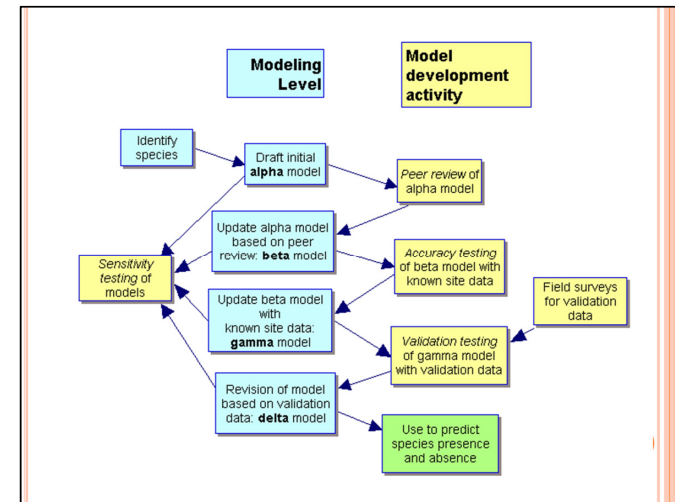 Modeling
Level
Model
development
activity
Identify
species
Draft initial
alpha model
Peer review of
alpha model
Update alpha model
based on peer
review: beta model
Sensitivity
testing of
models
Accuracy testing
of beta model with
known site data
Field surveys
for validation
data
Update beta model
with
known site data:
gamma model
Validation testing
of gamma model
with validation data
Revision of model
based on validation
data: delta model
Use to predict
species presence
and absence